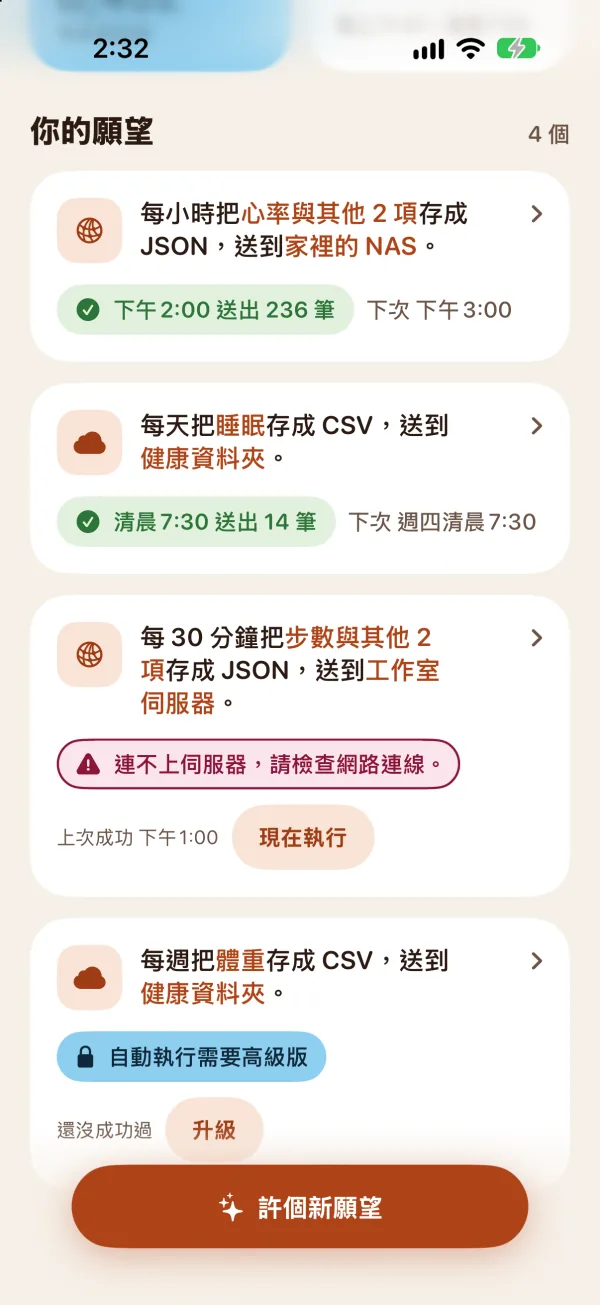 2:32
你的願望
4 個
每小時把心率與其他 2 項存成
JSON，送到家裡的 NAS。
下午2:00 送出 236 筆
下次 下午3:00
每天把睡眠存成 CSV，送到
健康資料夾。
清晨7:30 送出 14 筆
下次 週四清晨7:30
每 30 分鐘把步數與其他 2
項存成 JSON，送到工作室
伺服器。
連不上伺服器，請檢查網路連線。
上次成功 下午1:00
現在執行
每週把體重存成 CSV，送到
健康資料夾。
自動執行需要高級版
還沒成功過
升級
許個新願望